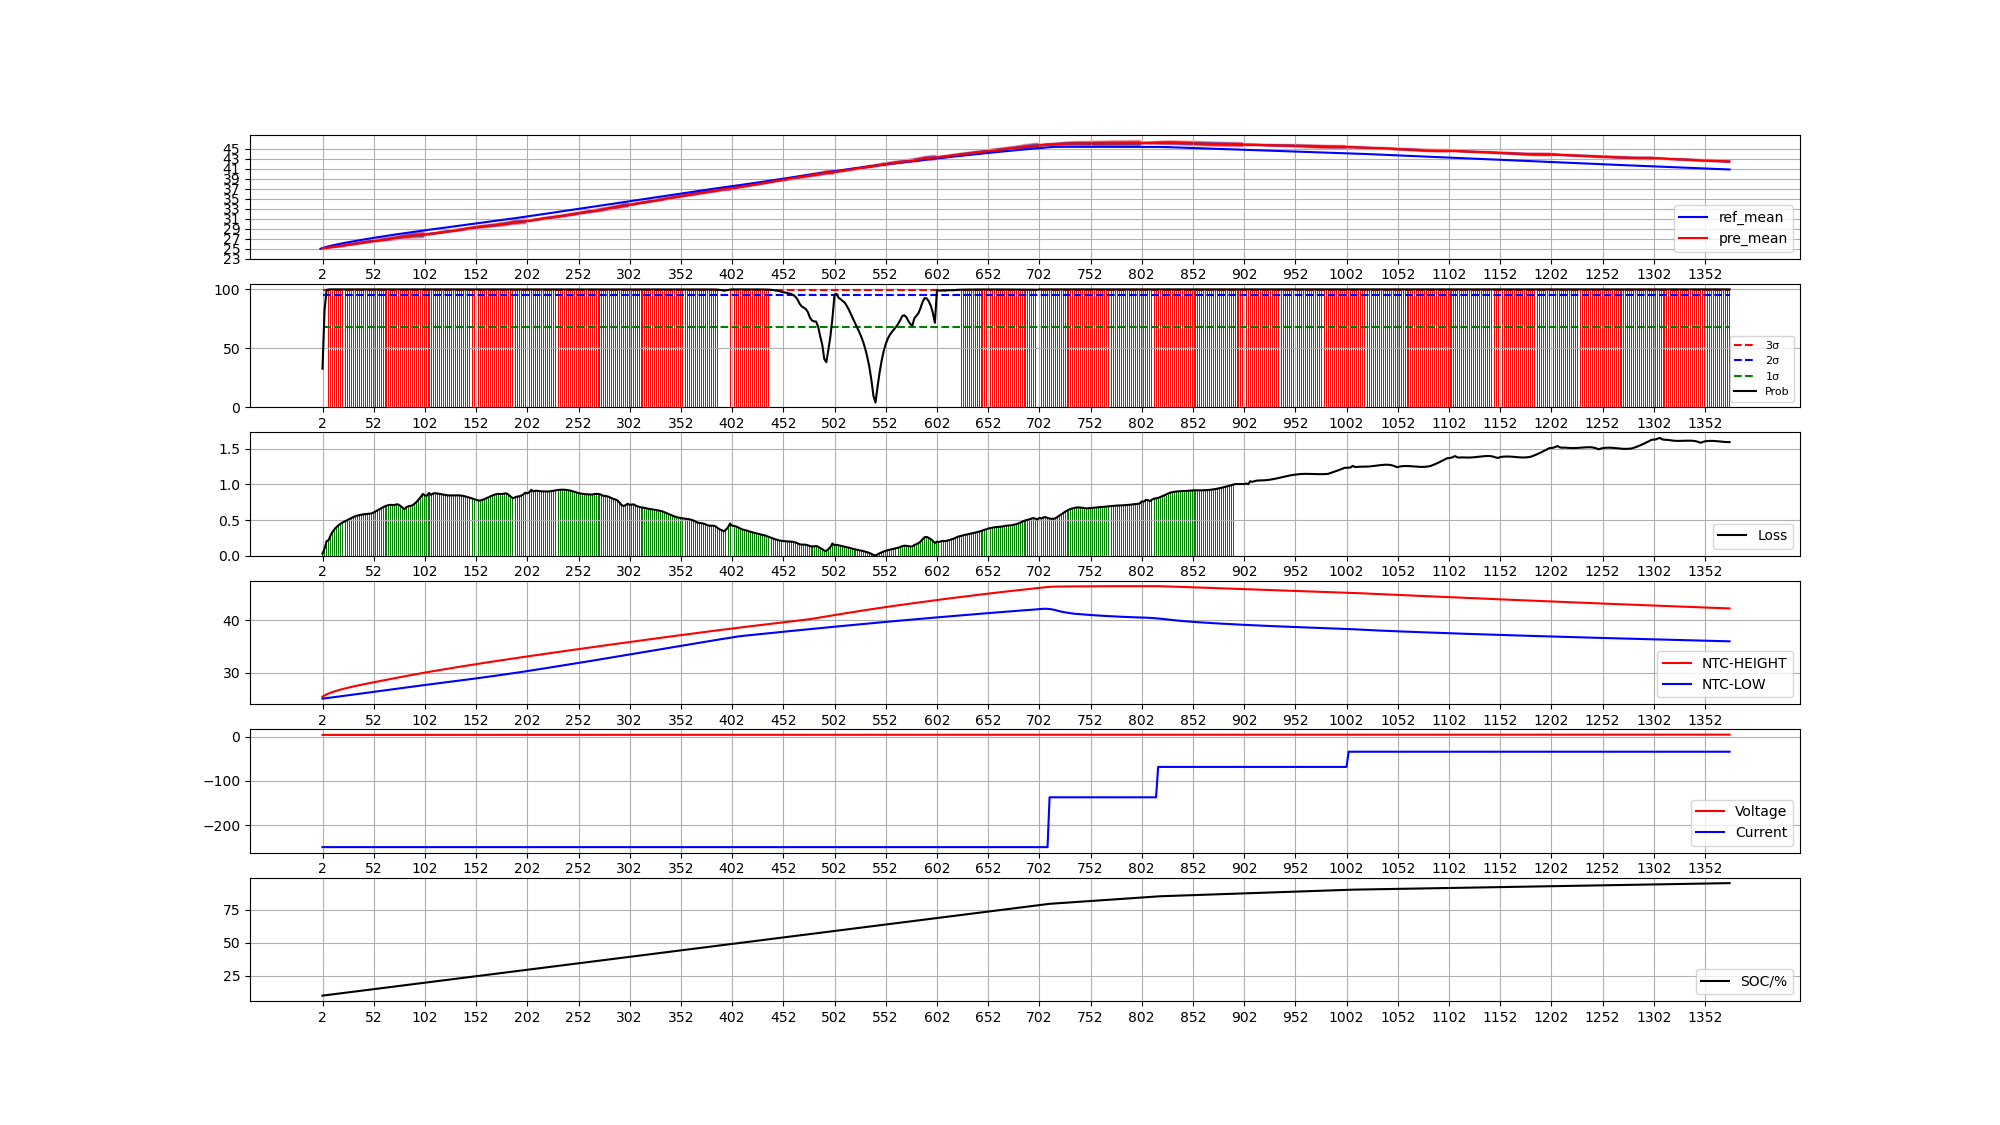 45
43
41
39
37
35
33
31
29
27
25
23
ref_mean
pre_mean
2 52 102 152 202 252 302 352 402 452 502 552 602 652 702 752 802 852 902 952 1002 1052 1102 1152 1202 1252 1302 1352
100
50
0
3σ
2σ
1σ
Prob
2 52 102 152 202 252 302 352 402 452 502 552 602 652 702 752 802 852 902 952 1002 1052 1102 1152 1202 1252 1302 1352
1.5
1.0
0.5
0.0
Loss
2 52 102 152 202 252 302 352 402 452 502 552 602 652 702 752 802 852 902 952 1002 1052 1102 1152 1202 1252 1302 1352
40
30
NTC-HEIGHT
NTC-LOW
2 52 102 152 202 252 302 352 402 452 502 552 602 652 702 752 802 852 902 952 1002 1052 1102 1152 1202 1252 1302 1352
0
−100
−200
Voltage
Current
2 52 102 152 202 252 302 352 402 452 502 552 602 652 702 752 802 852 902 952 1002 1052 1102 1152 1202 1252 1302 1352
75
50
25
SOC/%
2 52 102 152 202 252 302 352 402 452 502 552 602 652 702 752 802 852 902 952 1002 1052 1102 1152 1202 1252 1302 1352